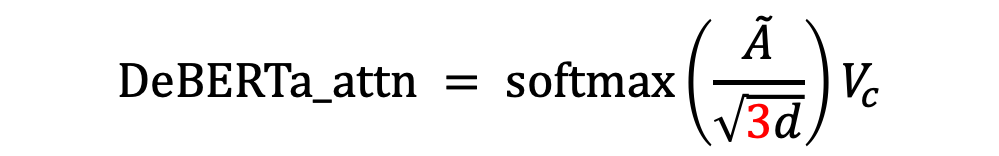 DeBERTa_attn = softmax(Ã/√3d)V_c